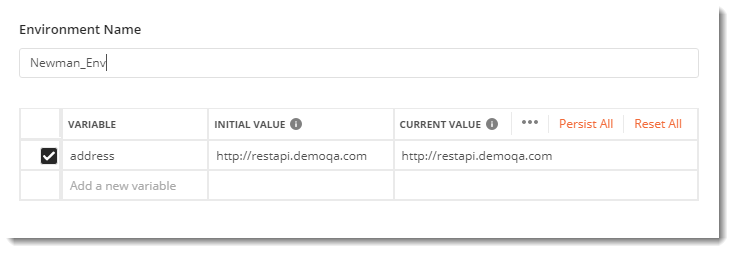 Environment Name
Newman_Env
VARIABLE INITIAL VALUE CURRENT VALUE ••• Persist All Reset All
address http://restapi.demoqa.com http://restapi.demoqa.com
Add a new variable